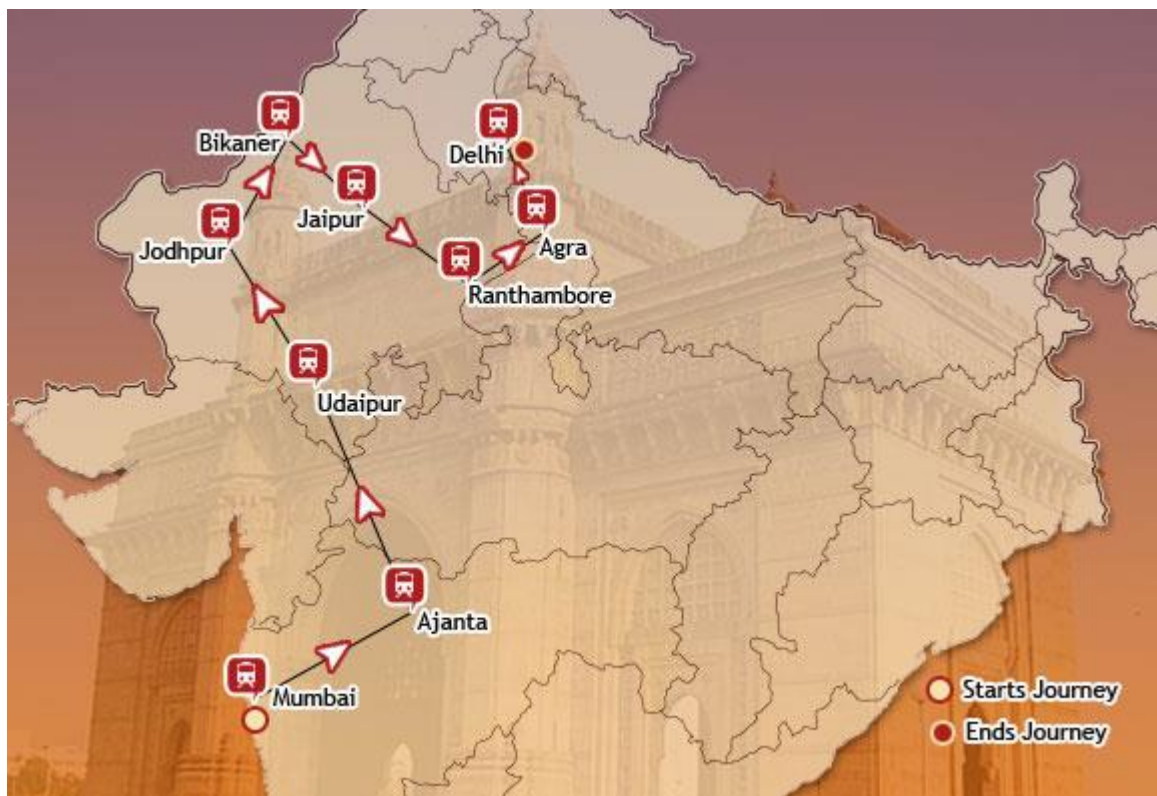 Bikaner
Delhi
Jaipur
Jodhpur
Agra
Ranthambore
Udaipur
Ajanta
Mumbai
Starts Journey
Ends Journey